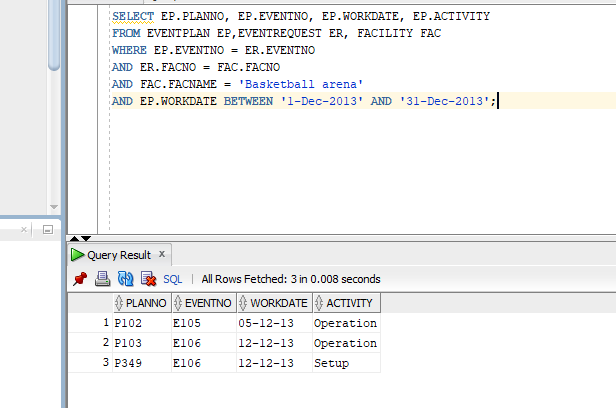 SELECT EP.PLANNO, EP.EVENTNO, EP.WORKDATE, EP.ACTIVITY
FROM EVENTPLAN EP,EVENTREQUEST ER, FACILITY FAC
WHERE EP.EVENTNO = ER.EVENTNO
AND ER.FACNO = FAC.FACNO
AND FAC.FACNAME = 'Basketball arena'
AND EP.WORKDATE BETWEEN '1-Dec-2013' AND '31-Dec-2013';
Query Result x
SQL | All Rows Fetched: 3 in 0.008 seconds
PLANNO EVENTNO WORKDATE ACTIVITY
1 P102 E105 05-12-13 Operation
2 P103 E106 12-12-13 Operation
3 P349 E106 12-12-13 Setup